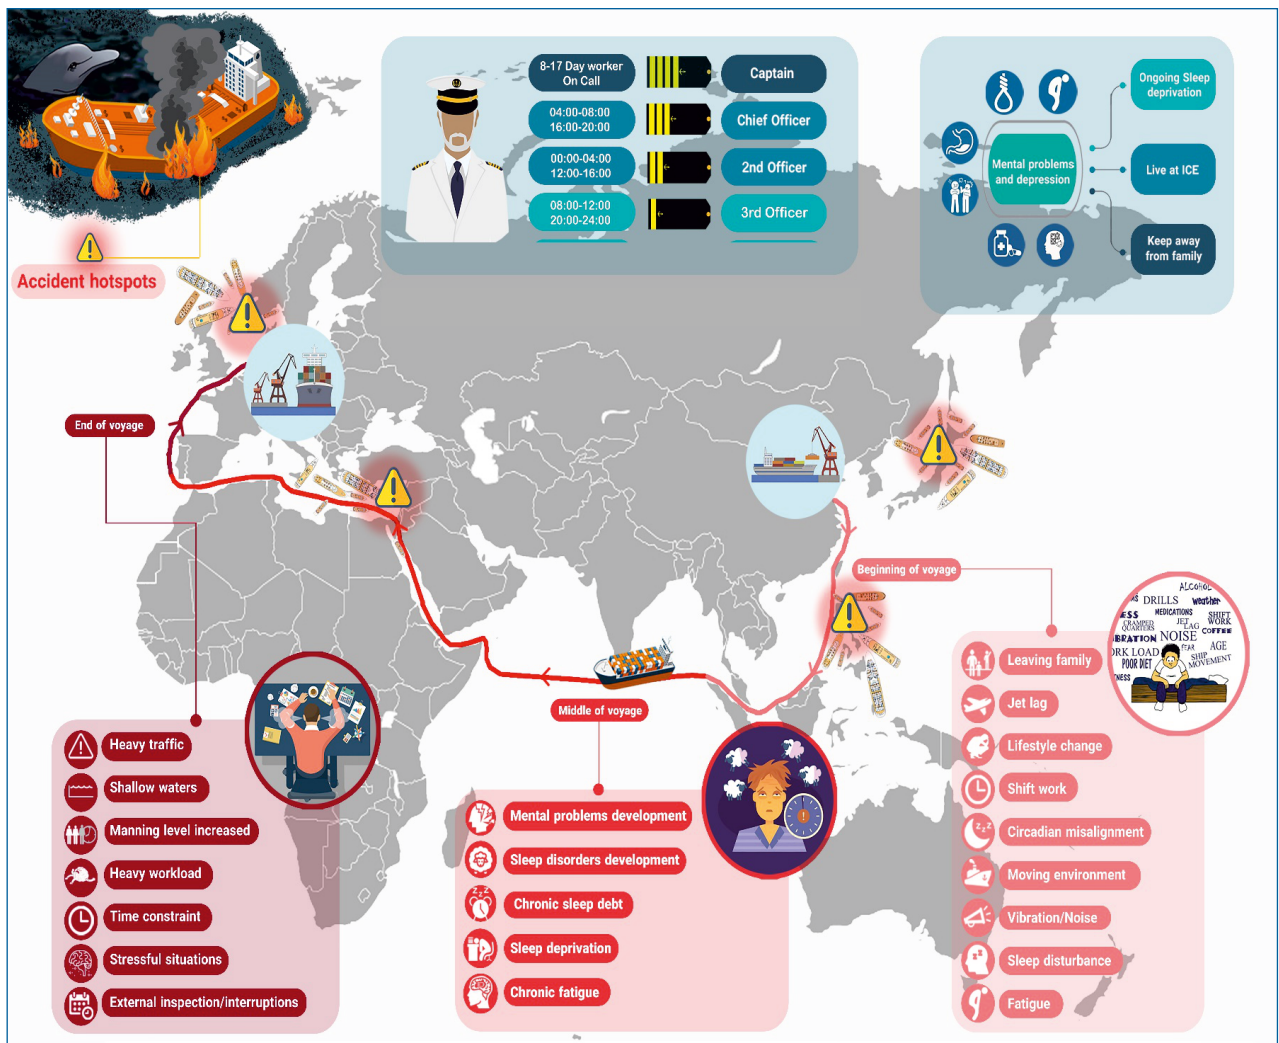 8-17 Day worker
On Call
Captain
04:00-08:00
16:00-20:00
Chief Officer
00:00-04:00
12:00-16:00
2nd Officer
08:00-12:00
20:00-24:00
3rd Officer
Mental problems
and depression
Ongoing Sleep
deprivation
Live at ICE
Keep away
from family
Accident hotspots
End of voyage
Beginning of voyage
Middle of voyage
Heavy traffic
Shallow waters
Manning level increased
Heavy workload
Time constraint
Stressful situations
External inspection/interruptions
Mental problems development
Sleep disorders development
Chronic sleep debt
Sleep deprivation
Chronic fatigue
Leaving family
Jet lag
Lifestyle change
Shift work
Circadian misalignment
Moving environment
Vibration/Noise
Sleep disturbance
Fatigue
ALCOHOL
AS DRILLS Weather
ESS MEDICATIONS SHIFT
CRAMPED JET WORK
QUARTERS LAG COFFEE
BRATION NOISE
FEAR AGE
ORK LOAD SHIP
POOR DIET MOVEMENT
NESS